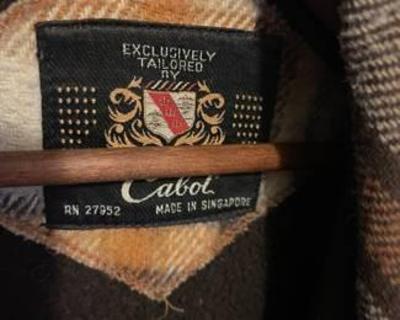 EXCLUSIVELY
TAILORED
BY
Cabot
RN 27952 MADE IN SINGAPORE